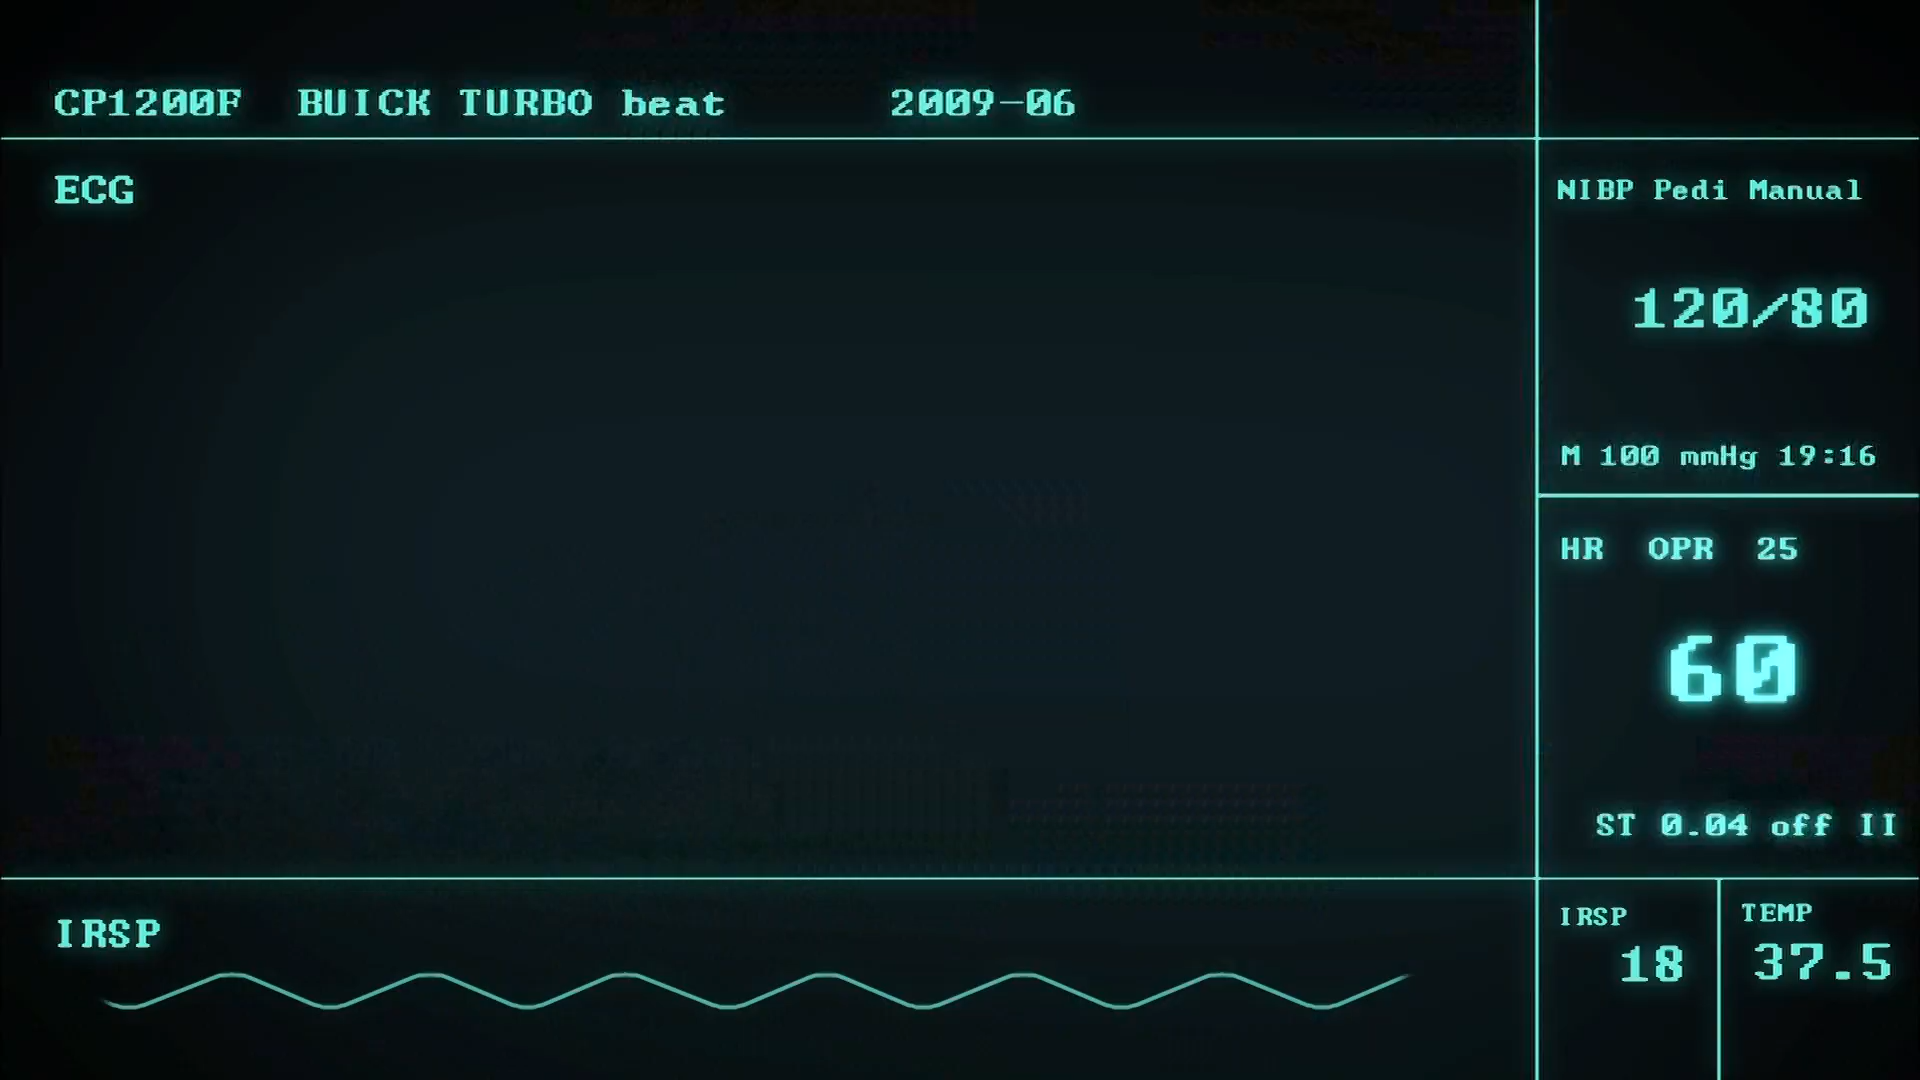 CP1200F BUICK TURBO beat 2009-06
ECG
NIBP Pedi Manual
120/80
M 100 mmHg 19:16
HR OPR 25
60
ST 0.04 off II
IRSP
IRSP
18
TEMP
37.5